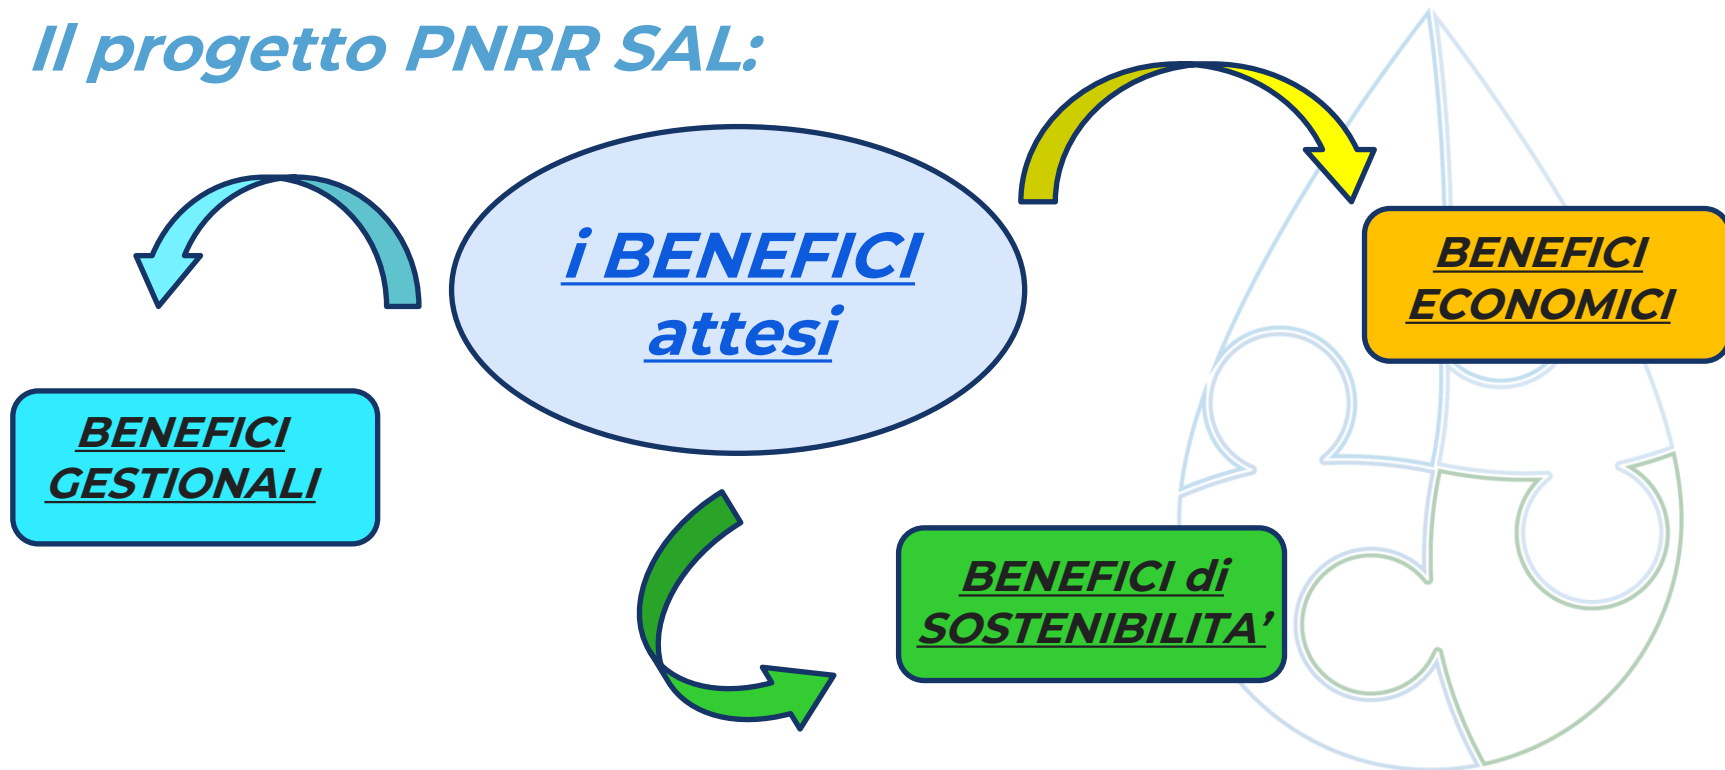 Il progetto PNRR SAL:
i BENEFICI
attesi
BENEFICI
ECONOMICI
BENEFICI
GESTIONALI
BENEFICI di
SOSTENIBILITA’